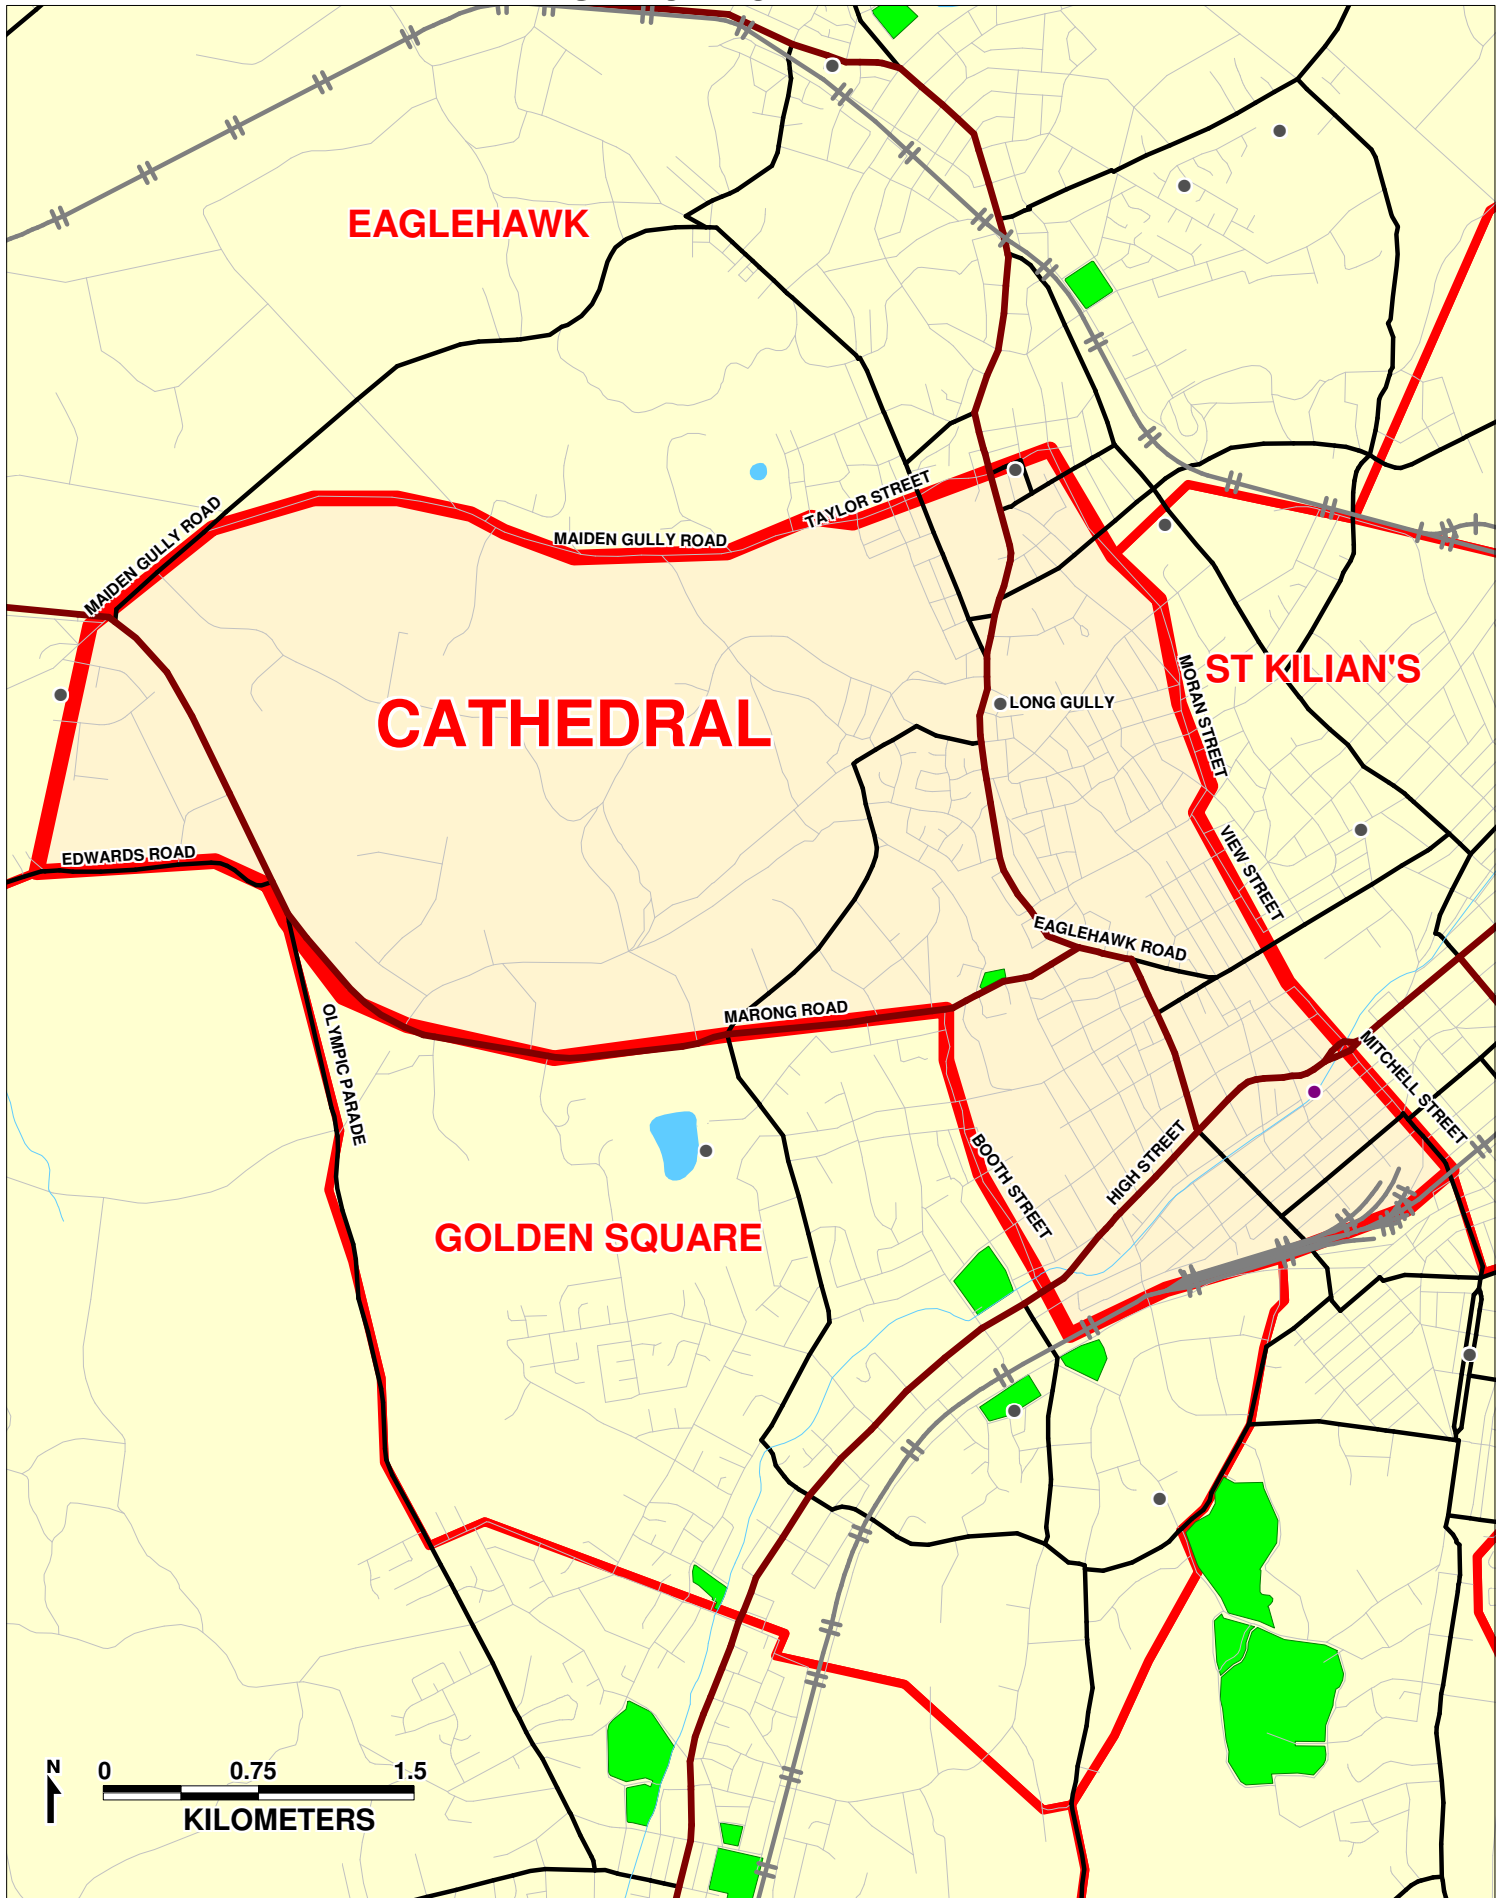 EAGLEHAWK
TAYLOR STREET
MAIDEN GULLY ROAD
MAIDEN GULLY ROAD
ST KILIAN'S
MORAN STREET
LONG GULLY
CATHEDRAL
VIEW STREET
EDWARDS ROAD
EAGLEHAWK ROAD
MARONG ROAD
OLYMPIC PARADE
MITCHELL STREET
BOOTH STREET
HIGH STREET
GOLDEN SQUARE
N
0 0.75 1.5
KILOMETERS